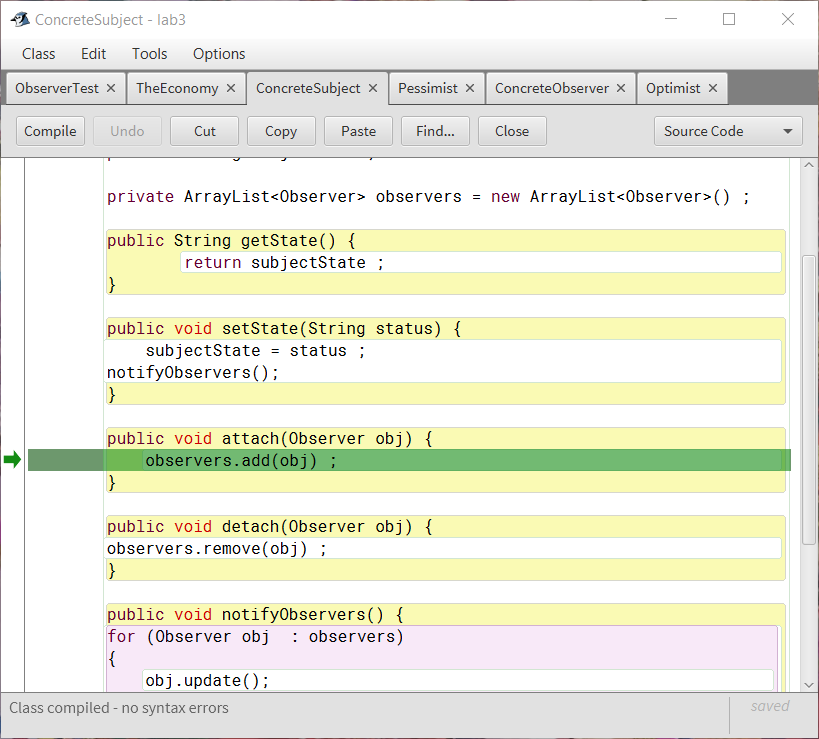 ConcreteSubject - lab3
Class Edit Tools Options
ObserverTest × TheEconomy × ConcreteSubject × Pessimist × ConcreteObserver × Optimist ×
Compile Undo Cut Copy Paste Find... Close Source Code
private ArrayList<Observer> observers = new ArrayList<Observer>() ;
public String getState() {
return subjectState ;
}
public void setState(String status) {
subjectState = status ;
notifyObservers();
}
public void attach(Observer obj) {
observers.add(obj) ;
}
public void detach(Observer obj) {
observers.remove(obj) ;
}
public void notifyObservers() {
for (Observer obj  : observers)
{
obj.update();
Class compiled - no syntax errors
saved